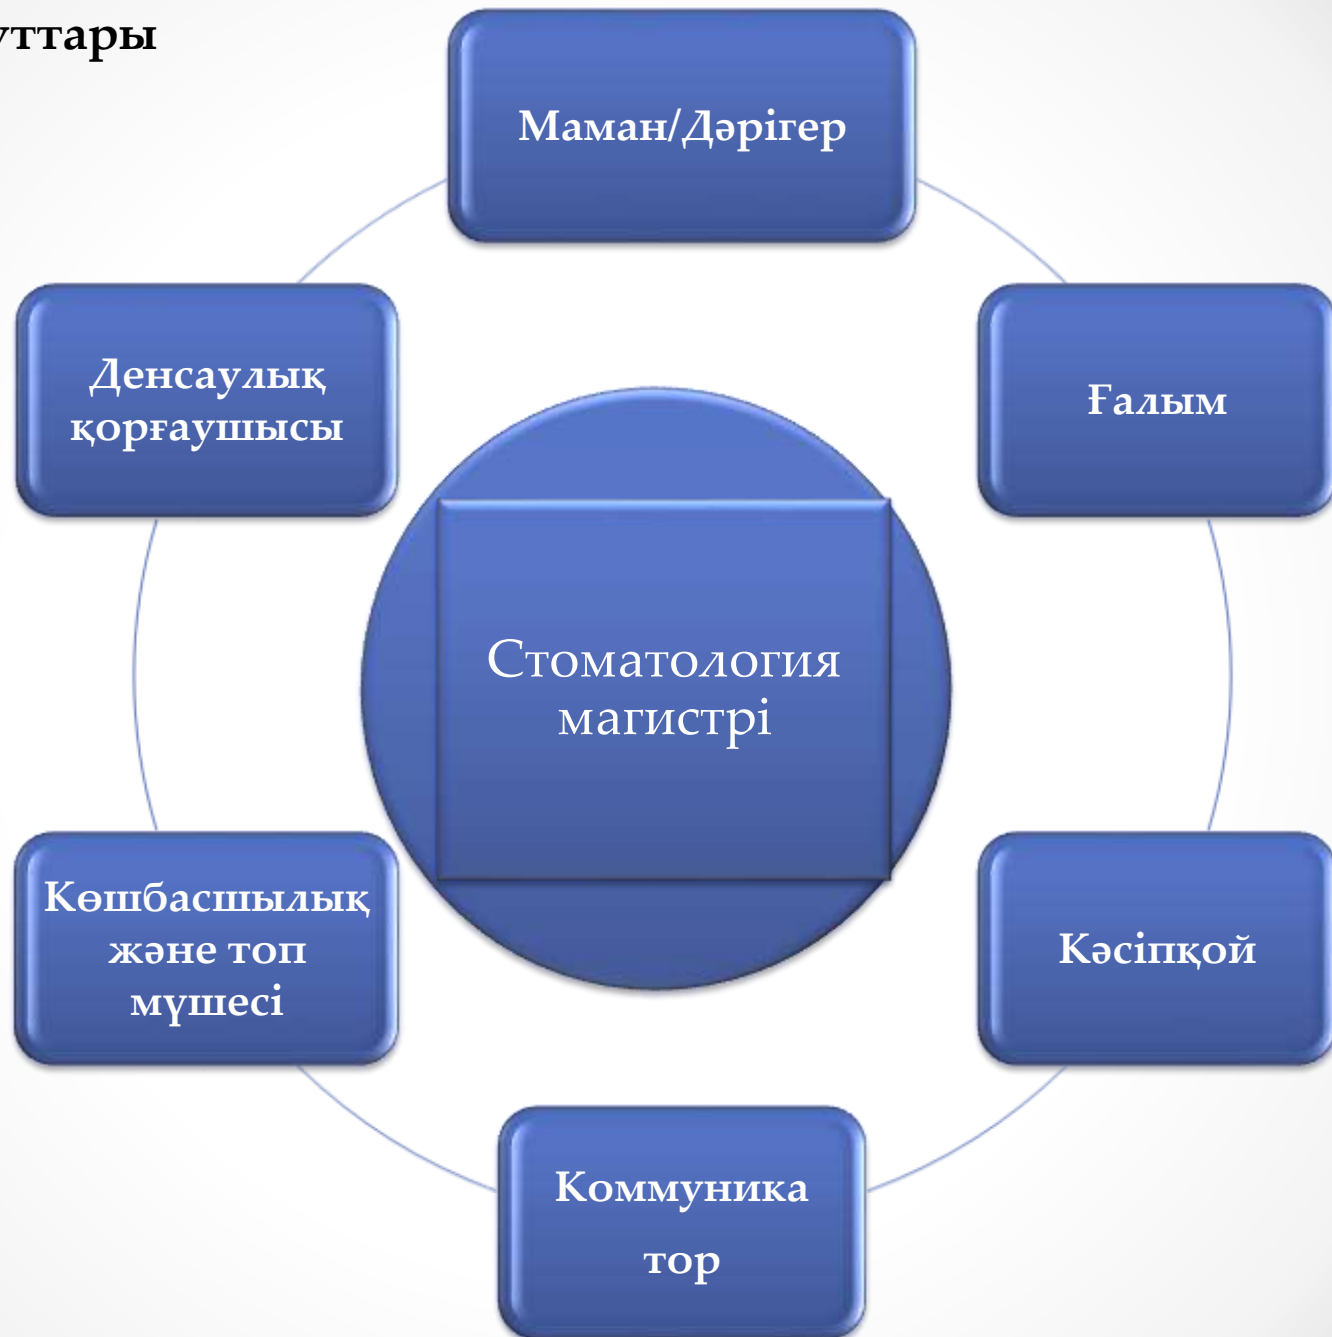 уттары
Маман/Дәрігер
Денсаулық
қорғаушысы
Ғалым
Стоматология
магистрі
Көшбасшылық
және топ
мүшесі
Кәсіпқой
Коммуника
тор